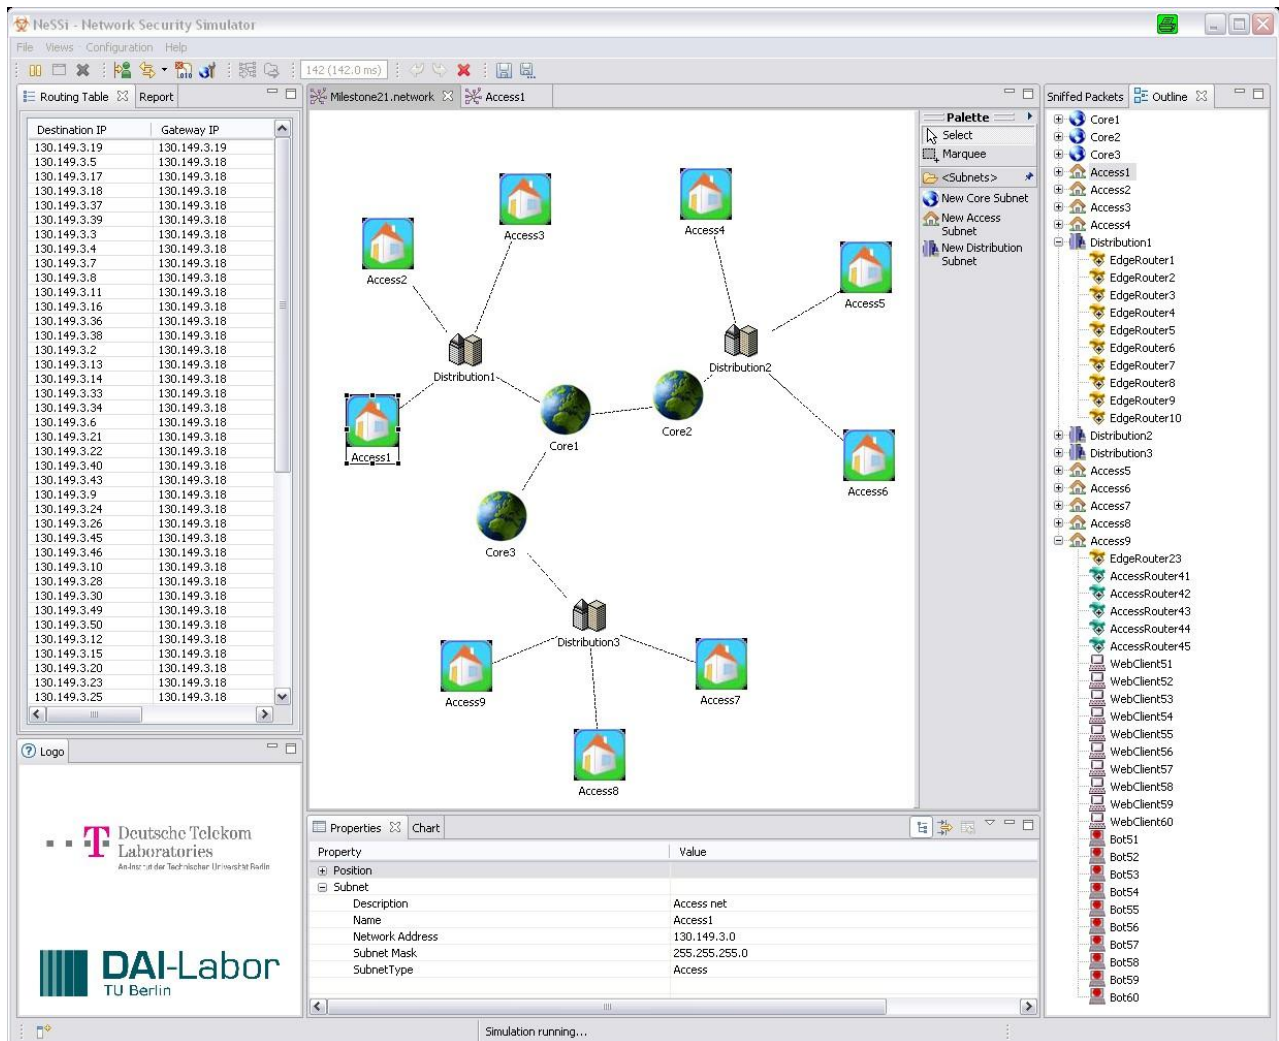 NeSSi - Network Security Simulator
File Views Configuration Help
142 (142.0 ms)
Routing Table Report
Destination IP Gateway IP
130.149.3.19 130.149.3.19
130.149.3.5 130.149.3.18
130.149.3.17 130.149.3.18
130.149.3.18 130.149.3.18
130.149.3.37 130.149.3.18
130.149.3.39 130.149.3.18
130.149.3.3 130.149.3.18
130.149.3.4 130.149.3.18
130.149.3.7 130.149.3.18
130.149.3.8 130.149.3.18
130.149.3.11 130.149.3.18
130.149.3.16 130.149.3.18
130.149.3.36 130.149.3.18
130.149.3.38 130.149.3.18
130.149.3.2 130.149.3.18
130.149.3.13 130.149.3.18
130.149.3.14 130.149.3.18
130.149.3.33 130.149.3.18
130.149.3.34 130.149.3.18
130.149.3.6 130.149.3.18
130.149.3.21 130.149.3.18
130.149.3.22 130.149.3.18
130.149.3.40 130.149.3.18
130.149.3.43 130.149.3.18
130.149.3.9 130.149.3.18
130.149.3.24 130.149.3.18
130.149.3.26 130.149.3.18
130.149.3.45 130.149.3.18
130.149.3.46 130.149.3.18
130.149.3.10 130.149.3.18
130.149.3.28 130.149.3.18
130.149.3.30 130.149.3.18
130.149.3.49 130.149.3.18
130.149.3.50 130.149.3.18
130.149.3.12 130.149.3.18
130.149.3.15 130.149.3.18
130.149.3.20 130.149.3.18
130.149.3.23 130.149.3.18
130.149.3.25 130.149.3.18
Logo
Deutsche Telekom
Laboratories
An-Institut der Technischen Universität Berlin
DAI-Labor
TU Berlin
Milestone21.network Access1
Access4
Access3
Access2
Access5
Distribution2
Distribution1
Core2
Core1
Access1
Access6
Core3
Distribution3
Access9
Access7
Access8
Palette
Select
Marquee
<Subnets>
New Core Subnet
New Access
Subnet
New Distribution
Subnet
Properties Chart
Property Value
Position
Subnet
Description Access net
Name Access1
Network Address 130.149.3.0
Subnet Mask 255.255.255.0
SubnetType Access
Sniffed Packets Outline
Core1
Core2
Core3
Access1
Access2
Access3
Access4
Distribution1
EdgeRouter1
EdgeRouter2
EdgeRouter3
EdgeRouter4
EdgeRouter5
EdgeRouter6
EdgeRouter7
EdgeRouter8
EdgeRouter9
EdgeRouter10
Distribution2
Distribution3
Access5
Access6
Access7
Access8
Access9
EdgeRouter23
AccessRouter41
AccessRouter42
AccessRouter43
AccessRouter44
AccessRouter45
WebClient51
WebClient52
WebClient53
WebClient54
WebClient55
WebClient56
WebClient57
WebClient58
WebClient59
WebClient60
Bot51
Bot52
Bot53
Bot54
Bot55
Bot56
Bot57
Bot58
Bot59
Bot60
Simulation running...